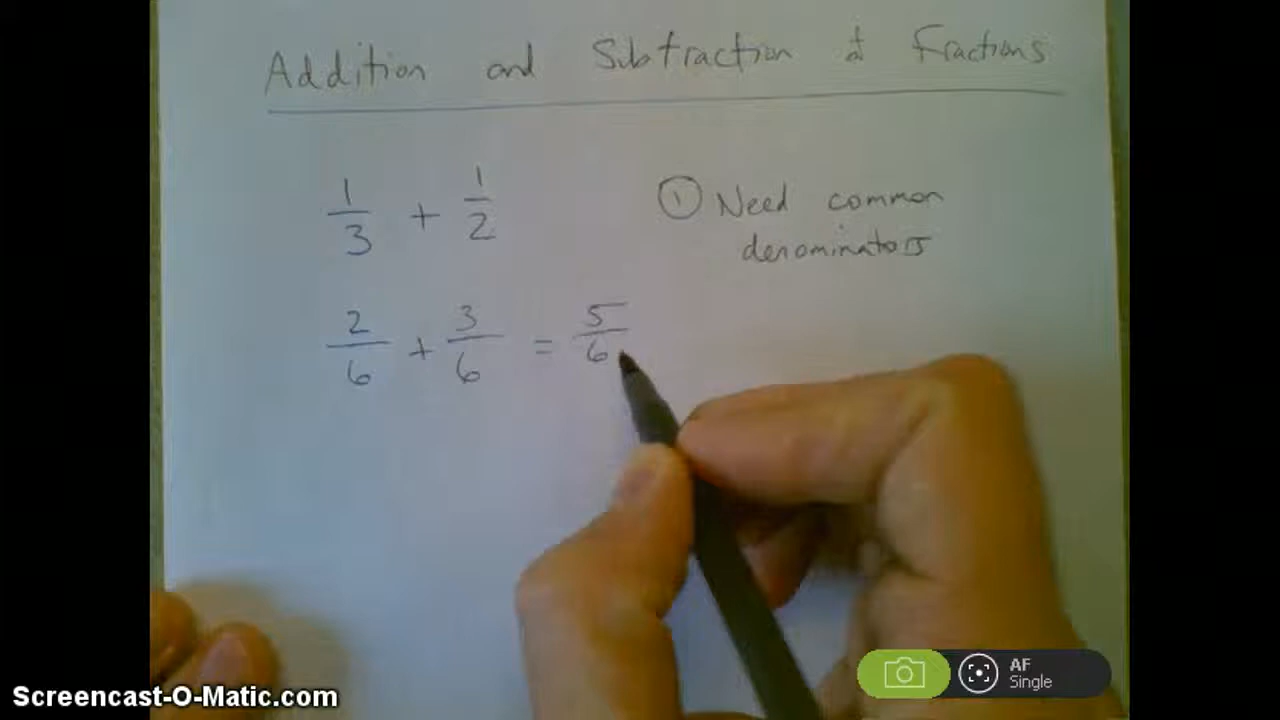 Addition and Subtraction of Fractions
1/3 + 1/2
① Need common
denominators
2/6 + 3/6 = 5/6
AF
Single
Screencast-O-Matic.com